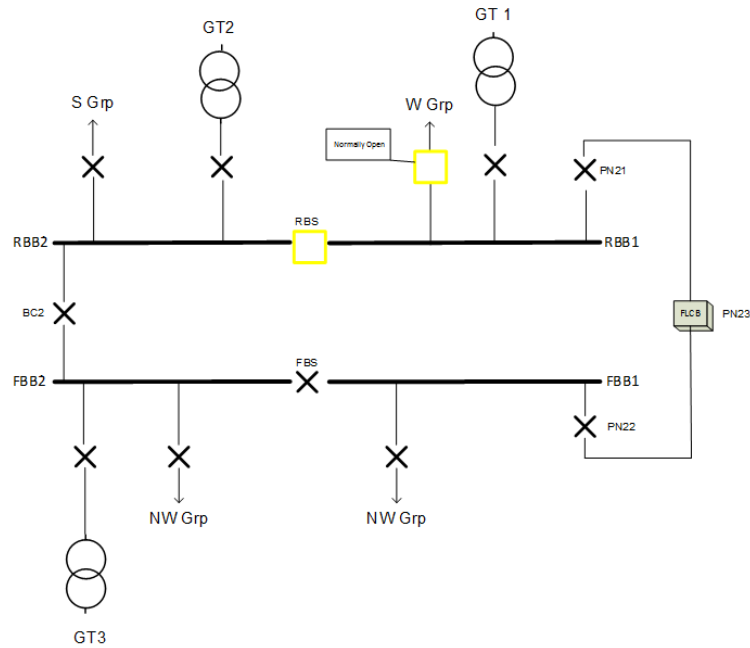 GT 1
GT2
S Grp
W Grp
Normally Open
PN21
RBS
RBB2
RBB1
BC2
FLCB
PN23
FBS
FBB2
FBB1
PN22
NW Grp
NW Grp
GT3